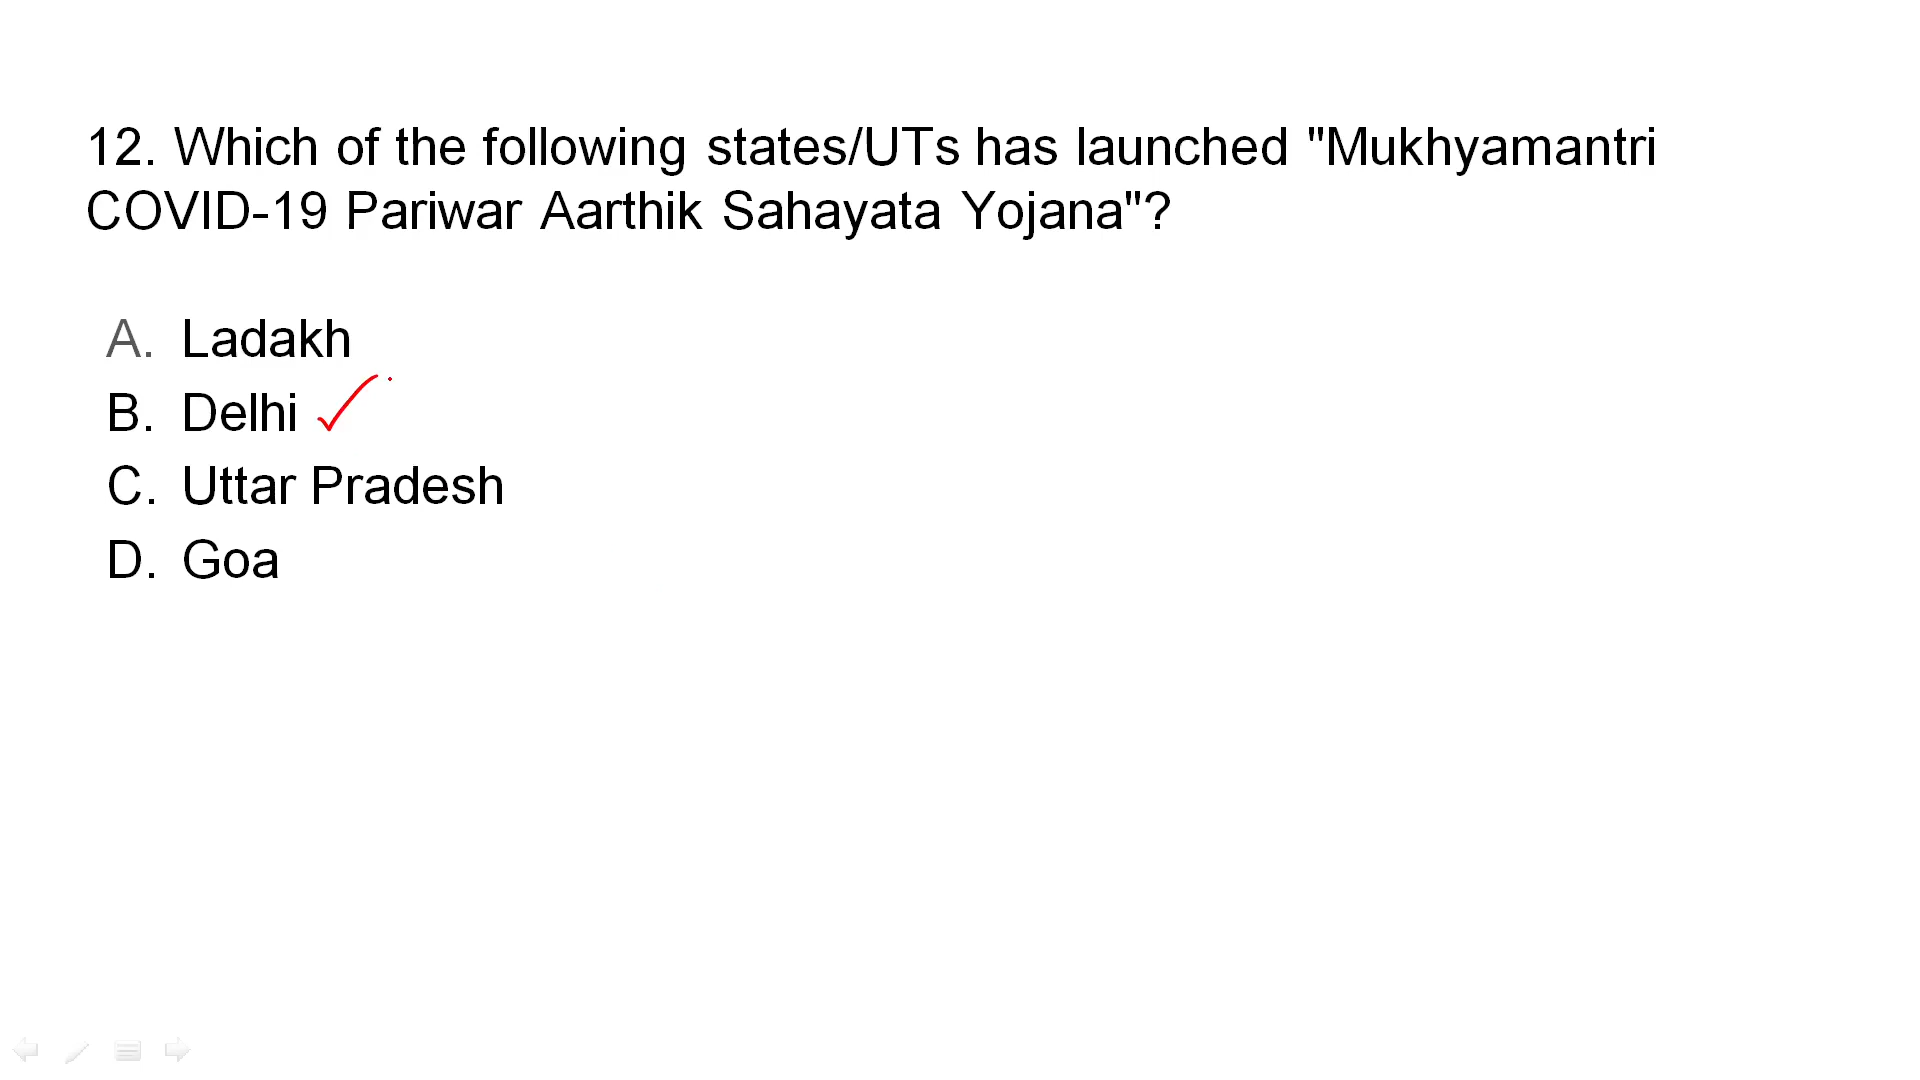 12. Which of the following states/UTs has launched "Mukhyamantri
COVID-19 Pariwar Aarthik Sahayata Yojana"?
A. Ladakh
B. Delhi
C. Uttar Pradesh
D. Goa